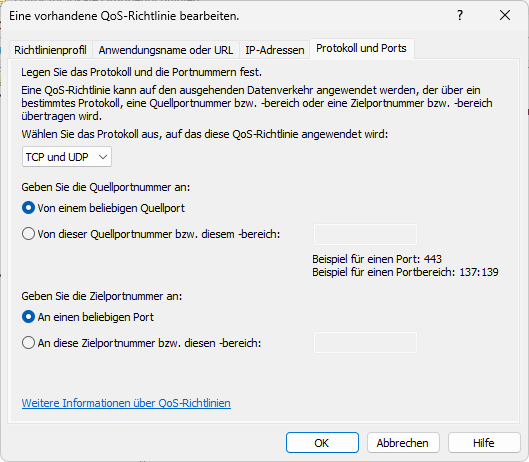 Eine vorhandene QoS-Richtlinie bearbeiten.
?
Richtlinienprofil
Anwendungsname oder URL
IP-Adressen
Protokoll und Ports
Legen Sie das Protokoll und die Portnummern fest.
Eine QoS-Richtlinie kann auf den ausgehenden Datenverkehr angewendet werden, der über ein
bestimmtes Protokoll, eine Quellportnummer bzw. -bereich oder eine Zielportnummer bzw. -bereich
übertragen wird.
Wählen Sie das Protokoll aus, auf das diese QoS-Richtlinie angewendet wird:
TCP und UDP
Geben Sie die Quellportnummer an:
Von einem beliebigen Quellport
Von dieser Quellportnummer bzw. diesem -bereich:
Beispiel für einen Port: 443
Beispiel für einen Portbereich: 137:139
Geben Sie die Zielportnummer an:
An einen beliebigen Port
An diese Zielportnummer bzw. diesen -bereich:
Weitere Informationen über QoS-Richtlinien
OK
Abbrechen
Hilfe